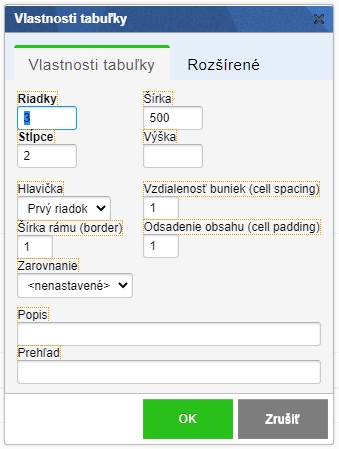 Vlastnosti tabuľky
Vlastnosti tabuľky Rozšírené
Riadky Šírka
3 500
Stĺpce Výška
2
Hlavička Vzdialenosť buniek (cell spacing)
Prvý riadok 1
Šírka rámu (border) Odsadenie obsahu (cell padding)
1 1
Zarovnanie
<nenastavené>
Popis
Prehľad
OK Zrušiť